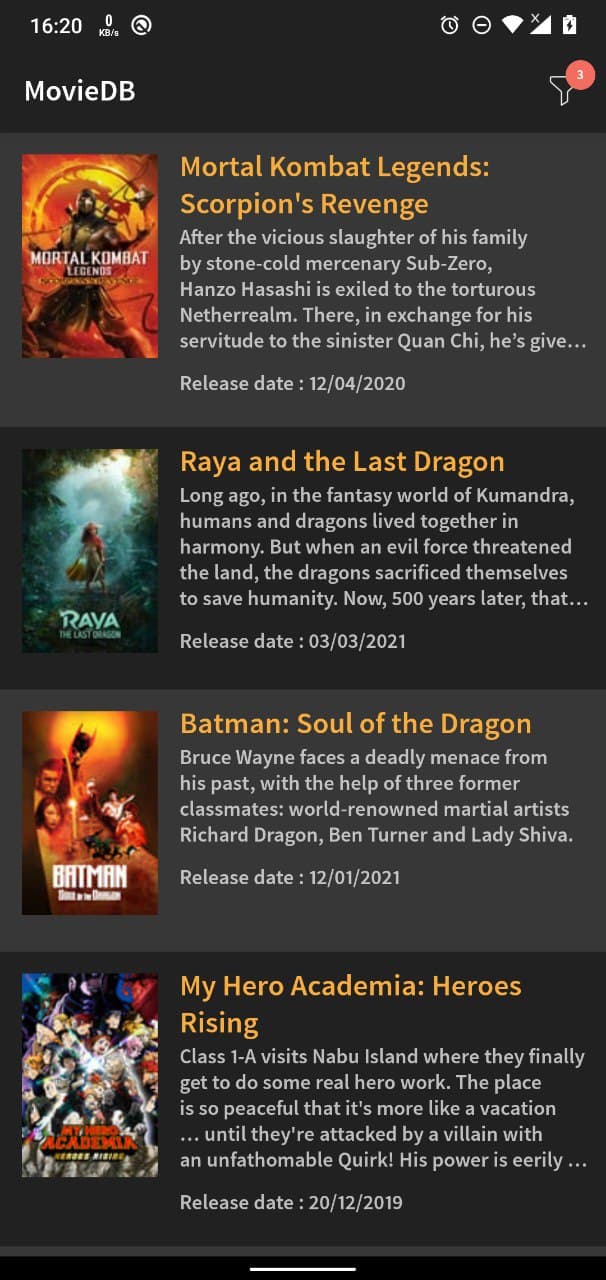 16:20 0 KB/s
MovieDB
3
Mortal Kombat Legends:
Scorpion's Revenge
After the vicious slaughter of his family
by stone-cold mercenary Sub-Zero,
Hanzo Hasashi is exiled to the torturous
Netherrealm. There, in exchange for his
servitude to the sinister Quan Chi, he’s give…
Release date : 12/04/2020
MORTAL KOMBAT
LEGENDS
Raya and the Last Dragon
Long ago, in the fantasy world of Kumandra,
humans and dragons lived together in
harmony. But when an evil force threatened
the land, the dragons sacrificed themselves
to save humanity. Now, 500 years later, that…
Release date : 03/03/2021
RAYA
THE LAST DRAGON
Batman: Soul of the Dragon
Bruce Wayne faces a deadly menace from
his past, with the help of three former
classmates: world-renowned martial artists
Richard Dragon, Ben Turner and Lady Shiva.
Release date : 12/01/2021
BATMAN
SOUL OF THE DRAGON
My Hero Academia: Heroes
Rising
Class 1-A visits Nabu Island where they finally
get to do some real hero work. The place
is so peaceful that it's more like a vacation
… until they're attacked by a villain with
an unfathomable Quirk! His power is eerily …
Release date : 20/12/2019
MY HERO
ACADEMIA
HEROES RISING